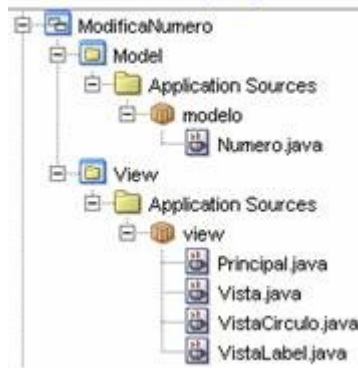 ModificaNumero
Model
Application Sources
modelo
Numero.java
View
Application Sources
view
Principal.java
Vista.java
VistaCirculo.java
VistaLabel.java